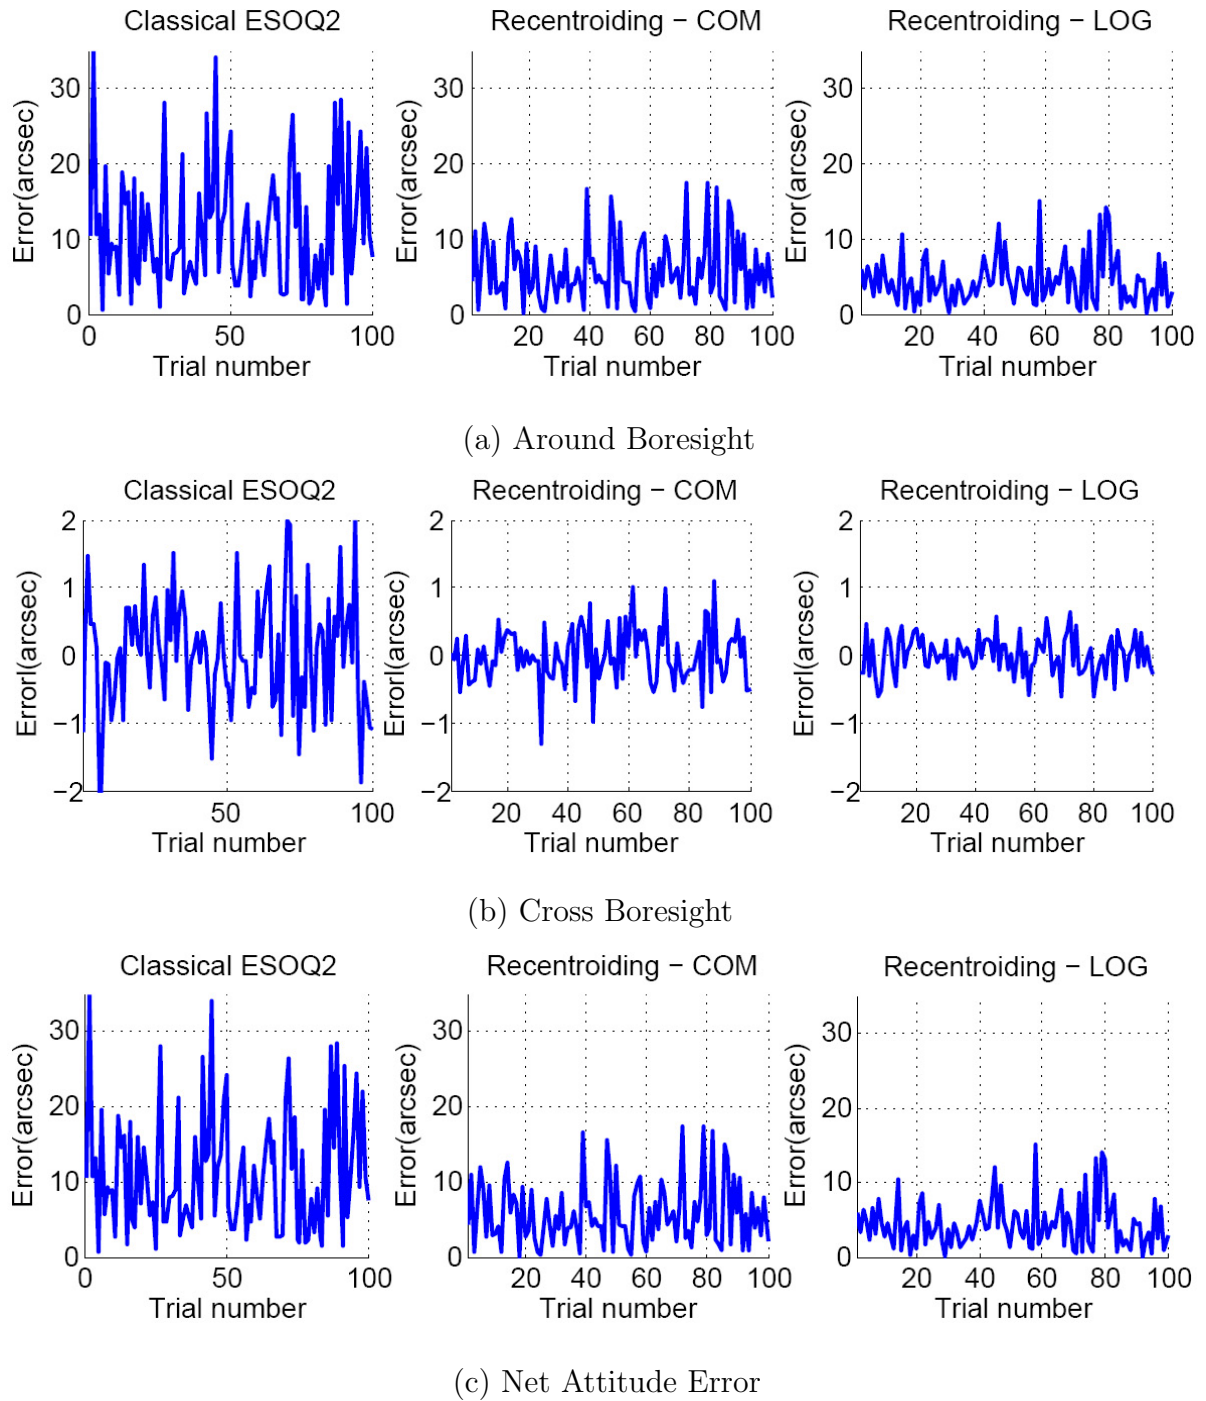 Classical ESOQ2 Recentroiding − COM Recentroiding − LOG
Error(arcsec) Error(arcsec) Error(arcsec)
30 30 30
20 20 20
10 10 10
0 0 0
0 50 100 20 40 60 80 100 20 40 60 80 100
Trial number Trial number Trial number
(a) Around Boresight
Classical ESOQ2 Recentroiding − COM Recentroiding − LOG
Errorl(arcsec) Errorl(arcsec) Errorl(arcsec)
2 2 2
1 1 1
0 0 0
−1 −1 −1
−2 −2 −2
50 100 20 40 60 80 100 20 40 60 80 100
Trial number Trial number Trial number
(b) Cross Boresight
Classical ESOQ2 Recentroiding − COM Recentroiding − LOG
Error(arcsec) Error(arcsec) Error(arcsec)
30 30 30
20 20 20
10 10 10
0 0 0
0 50 100 20 40 60 80 100 20 40 60 80 100
Trial number Trial number Trial number
(c) Net Attitude Error